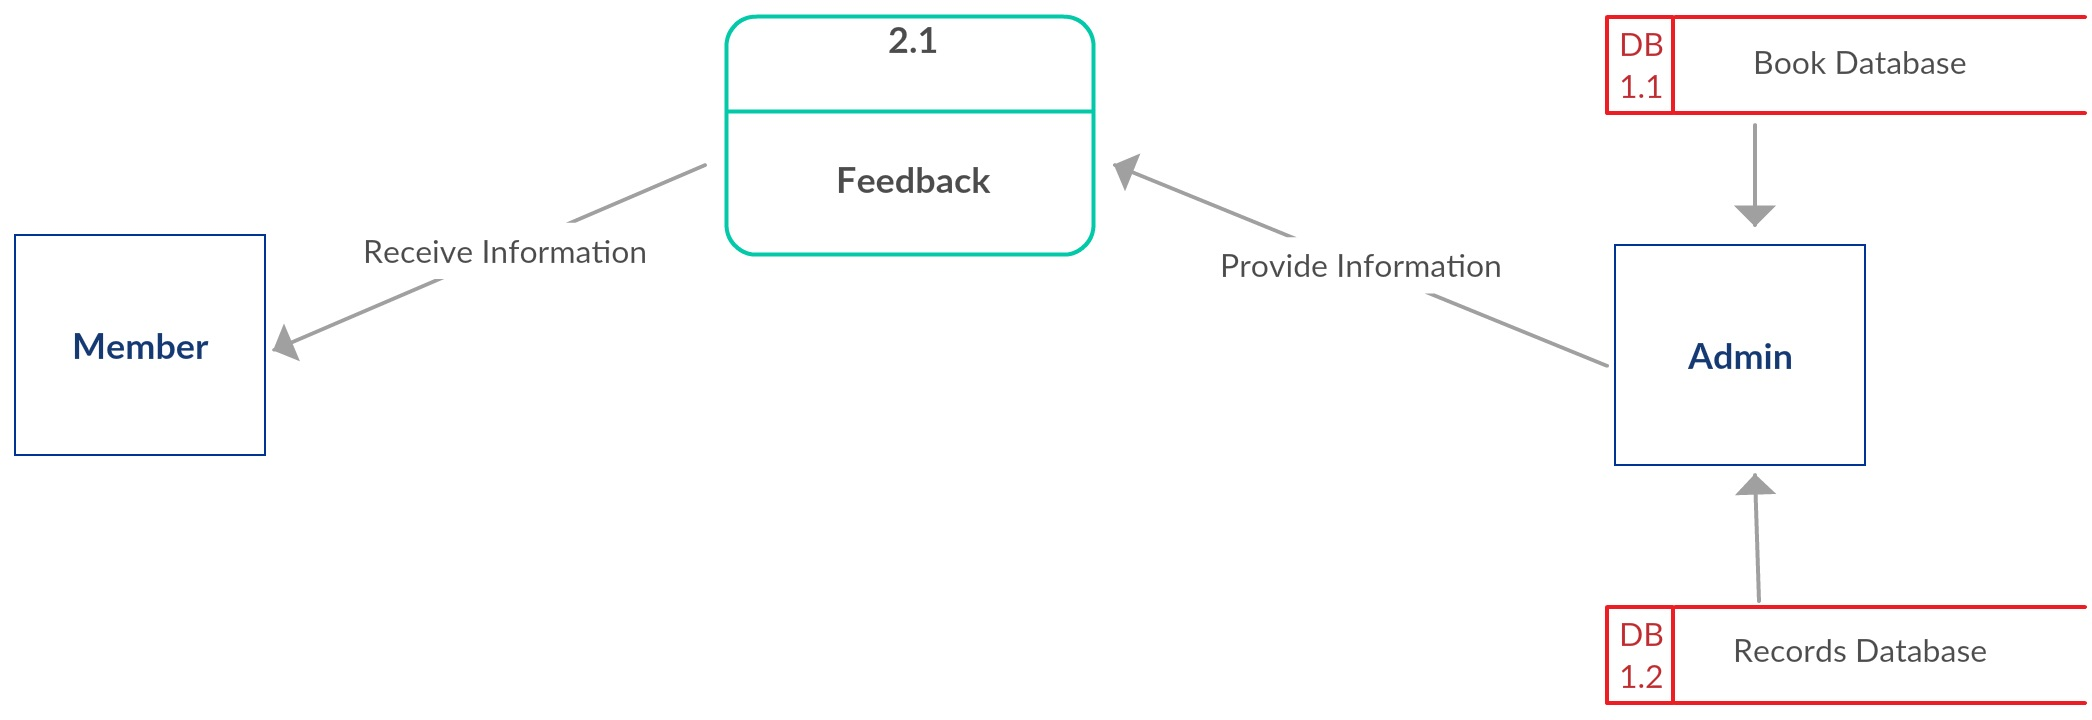 2.1
Feedback
DB
1.1
Book Database
Receive Information
Provide Information
Member
Admin
DB
1.2
Records Database